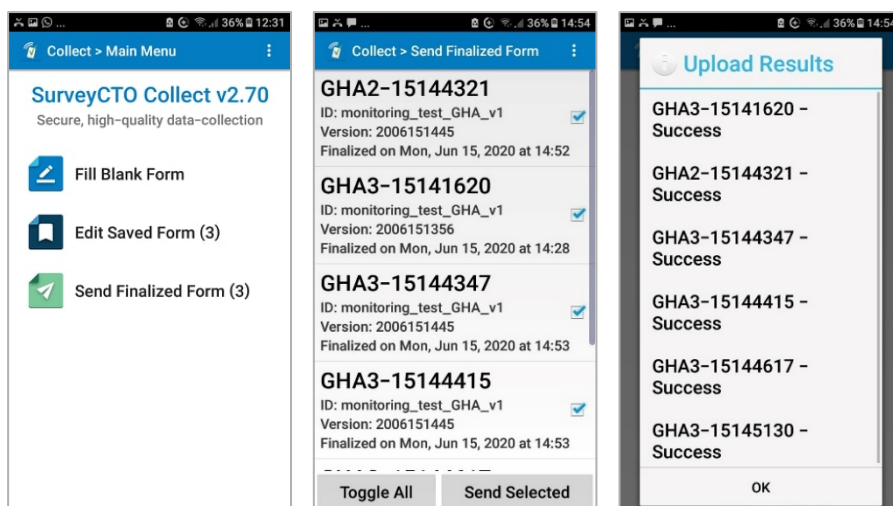 36% 12:31
Collect > Main Menu
SurveyCTO Collect v2.70
Secure, high-quality data-collection
Fill Blank Form
Edit Saved Form (3)
Send Finalized Form (3)
36% 14:54
Collect > Send Finalized Form
GHA2-15144321
ID: monitoring_test_GHA_v1
Version: 2006151445
Finalized on Mon, Jun 15, 2020 at 14:52
GHA3-15141620
ID: monitoring_test_GHA_v1
Version: 2006151356
Finalized on Mon, Jun 15, 2020 at 14:28
GHA3-15144347
ID: monitoring_test_GHA_v1
Version: 2006151445
Finalized on Mon, Jun 15, 2020 at 14:53
GHA3-15144415
ID: monitoring_test_GHA_v1
Version: 2006151445
Finalized on Mon, Jun 15, 2020 at 14:53
Toggle All
Send Selected
36% 14:54
Upload Results
GHA3-15141620 -
Success
GHA2-15144321 -
Success
GHA3-15144347 -
Success
GHA3-15144415 -
Success
GHA3-15144617 -
Success
GHA3-15145130 -
Success
OK